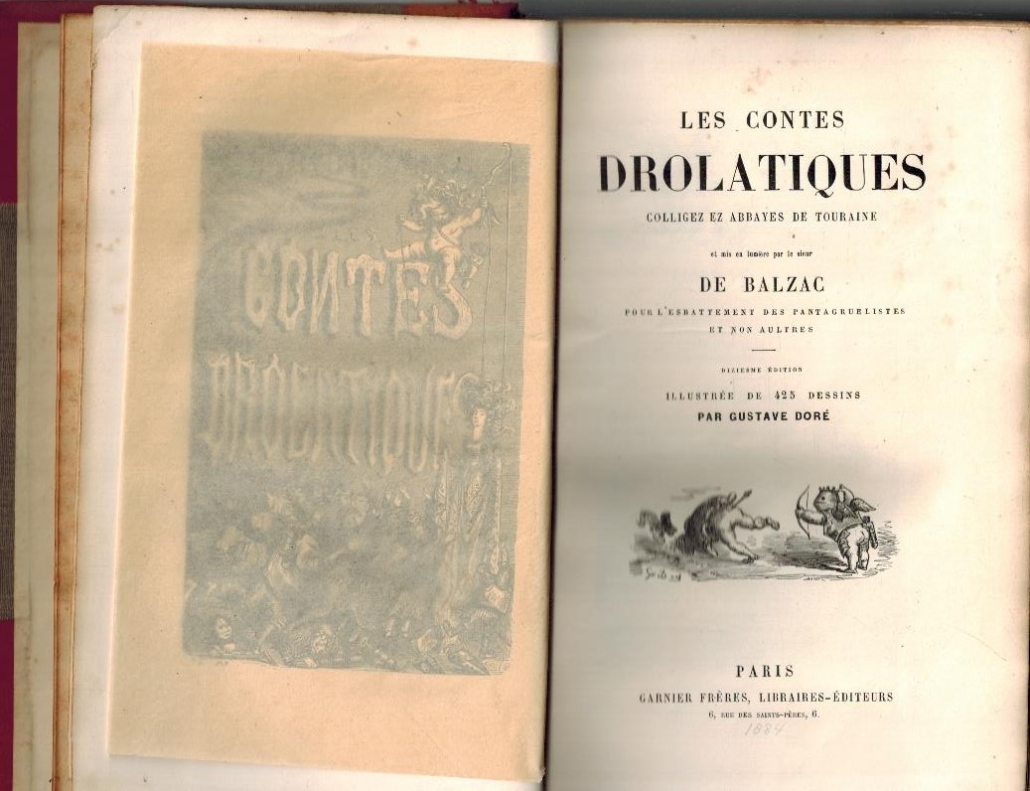 CONTES
DROLATIQUES
LES CONTES
DROLATIQUES
COLLIGEZ EZ ABBAYES DE TOURAINE
et mis en lumière par le sieur
DE BALZAC
POUR L'ESBATTEMENT DES PANTAGRUELISTES
ET NON AULTRES
DIXIESME ÉDITION
ILLUSTRÉE DE 425 DESSINS
PAR GUSTAVE DORÉ
PARIS
GARNIER FRÈRES, LIBRAIRES-ÉDITEURS
6, RUE DES SAINTS-PÈRES, 6.
1884